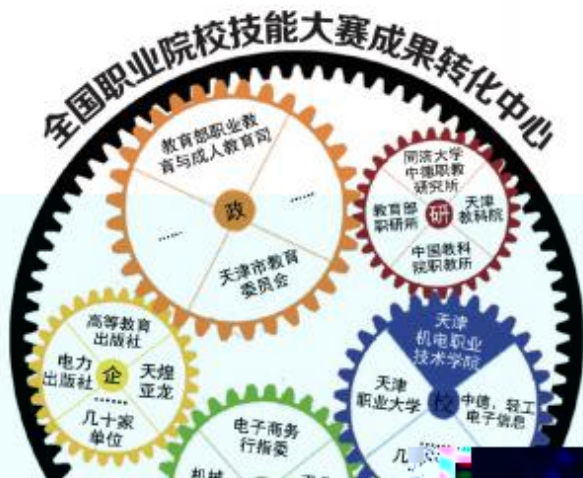 全国职业院校技能大赛成果转化中心
教育部职业教
育与成人教育司
……
……
政
天津市教育
委员会
同济大学
中德职教
研究所
教育部
职研所
研
天津
教科院
中国教科
院职教所
高等教育
出版社
电力
出版社
企
天煌
亚龙
……
几十家
单位
天津
机电职业
技术学院
天津
职业大学
校
中德，轻工
电子信息
……
几
电子商务
行指委
机械